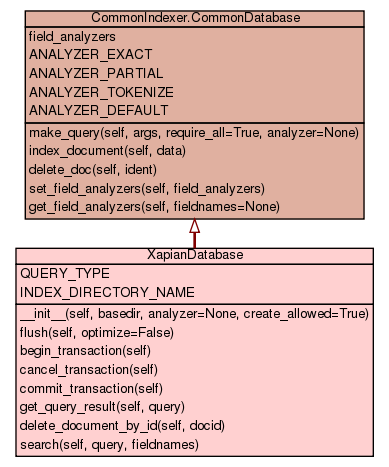 CommonIndexer.CommonDatabase
field_analyzers
ANALYZER_EXACT
ANALYZER_PARTIAL
ANALYZER_TOKENIZE
ANALYZER_DEFAULT
make_query(self, args, require_all=True, analyzer=None)
index_document(self, data)
delete_doc(self, ident)
set_field_analyzers(self, field_analyzers)
get_field_analyzers(self, fieldnames=None)
XapianDatabase
QUERY_TYPE
INDEX_DIRECTORY_NAME
__init__(self, basedir, analyzer=None, create_allowed=True)
flush(self, optimize=False)
begin_transaction(self)
cancel_transaction(self)
commit_transaction(self)
get_query_result(self, query)
delete_document_by_id(self, docid)
search(self, query, fieldnames)